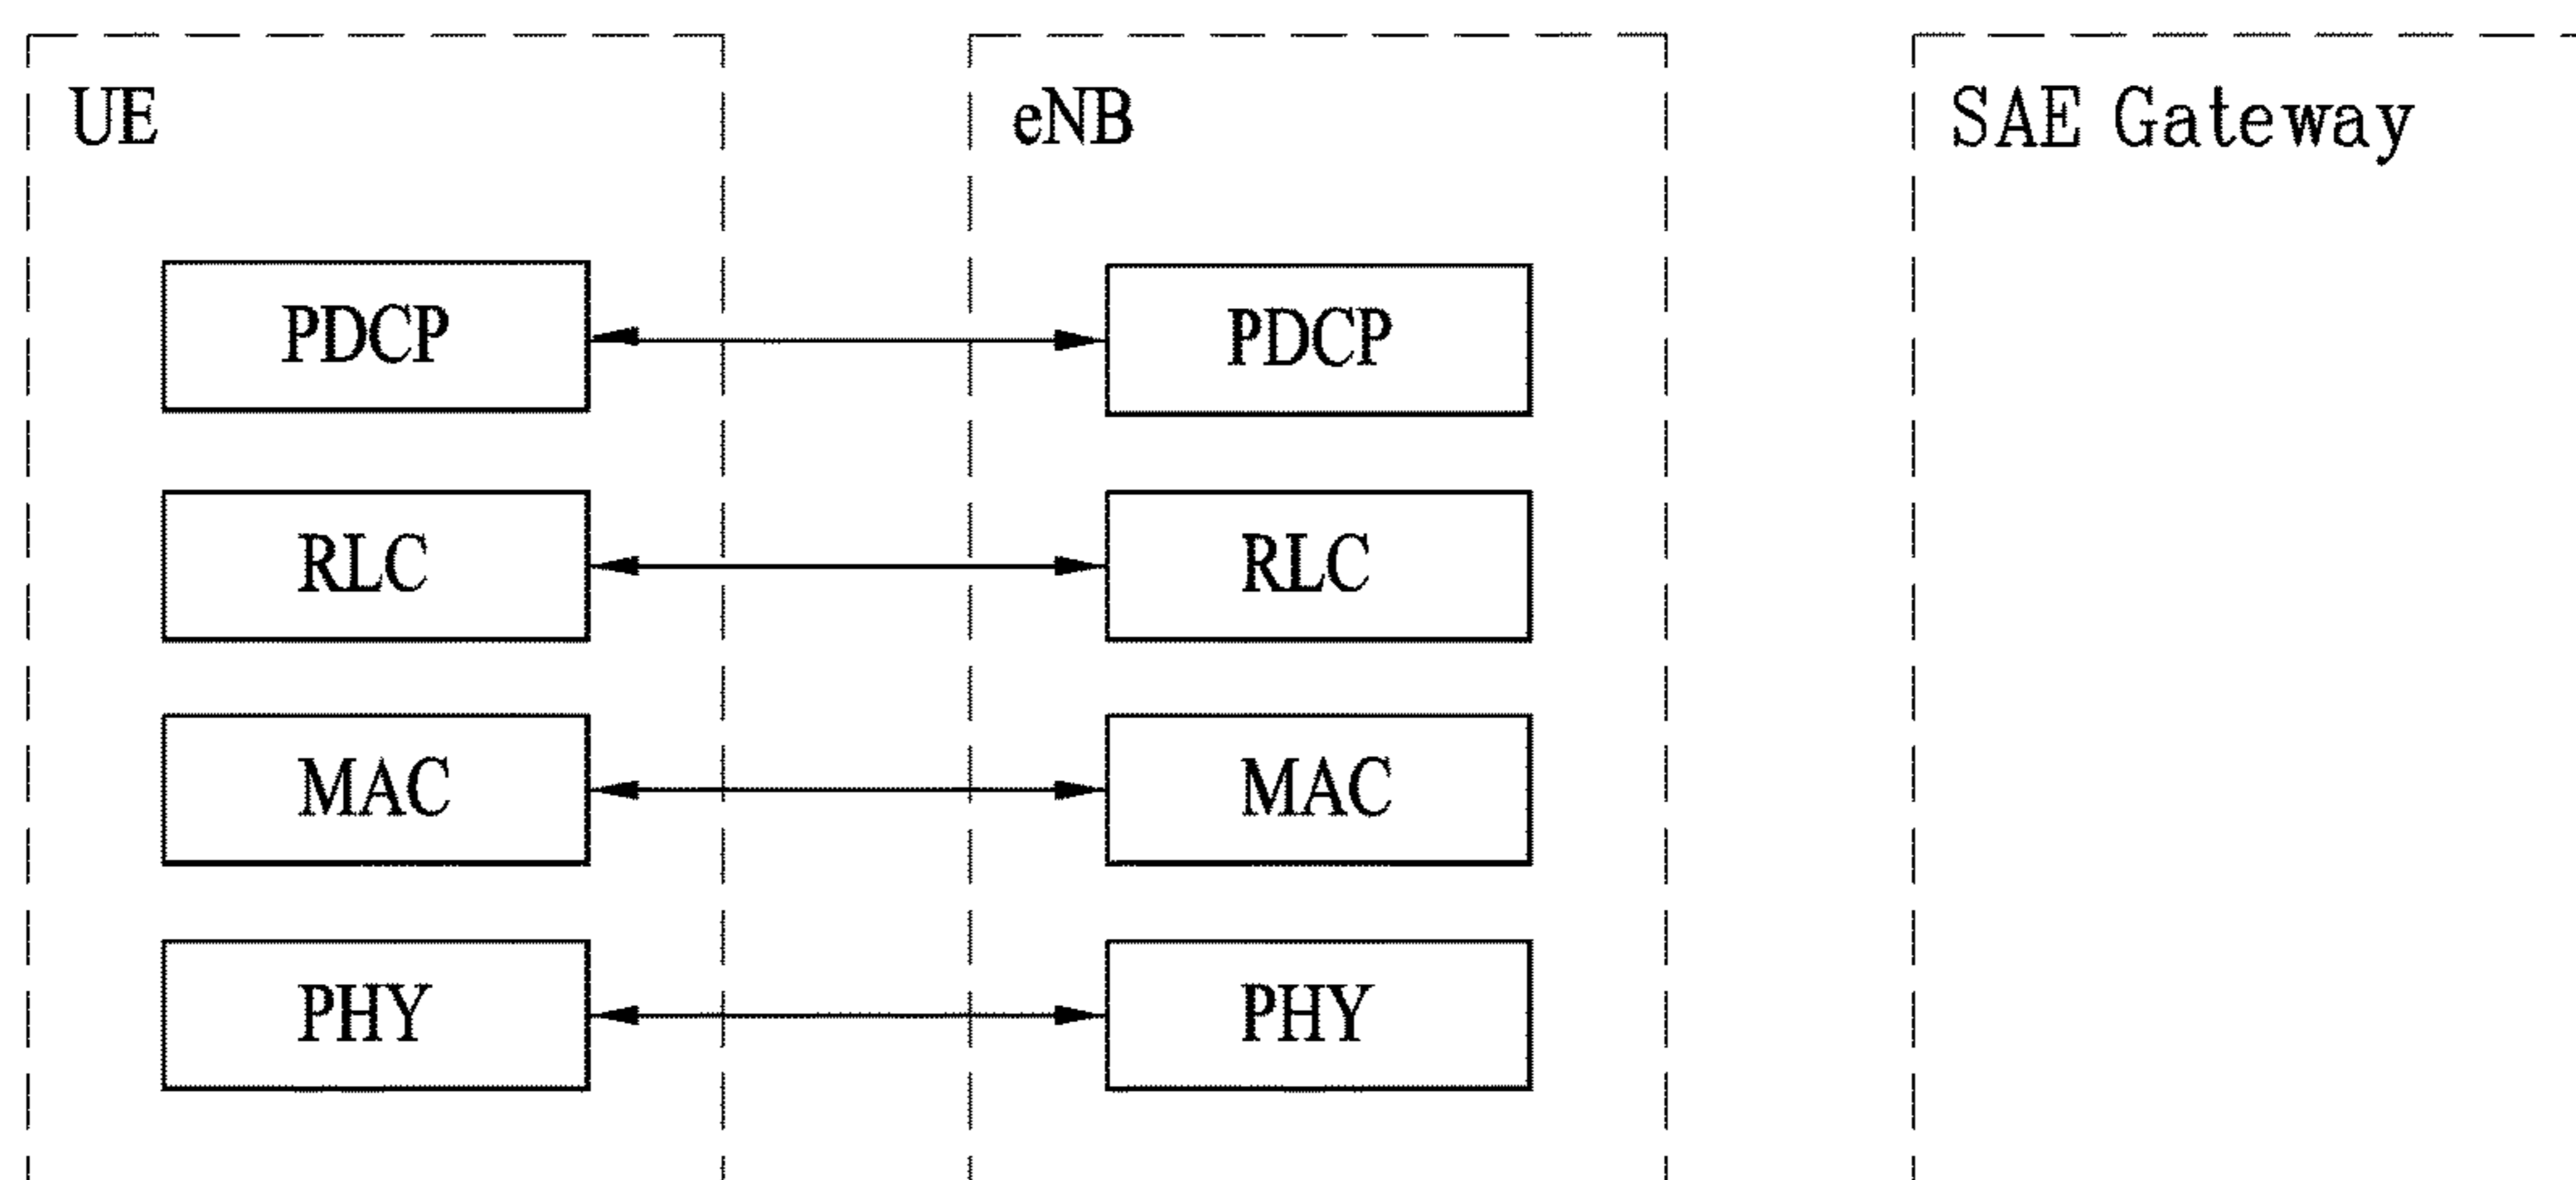 UE eNB SAE Gateway
PDCP PDCP
RLC RLC
MAC MAC
PHY PHY